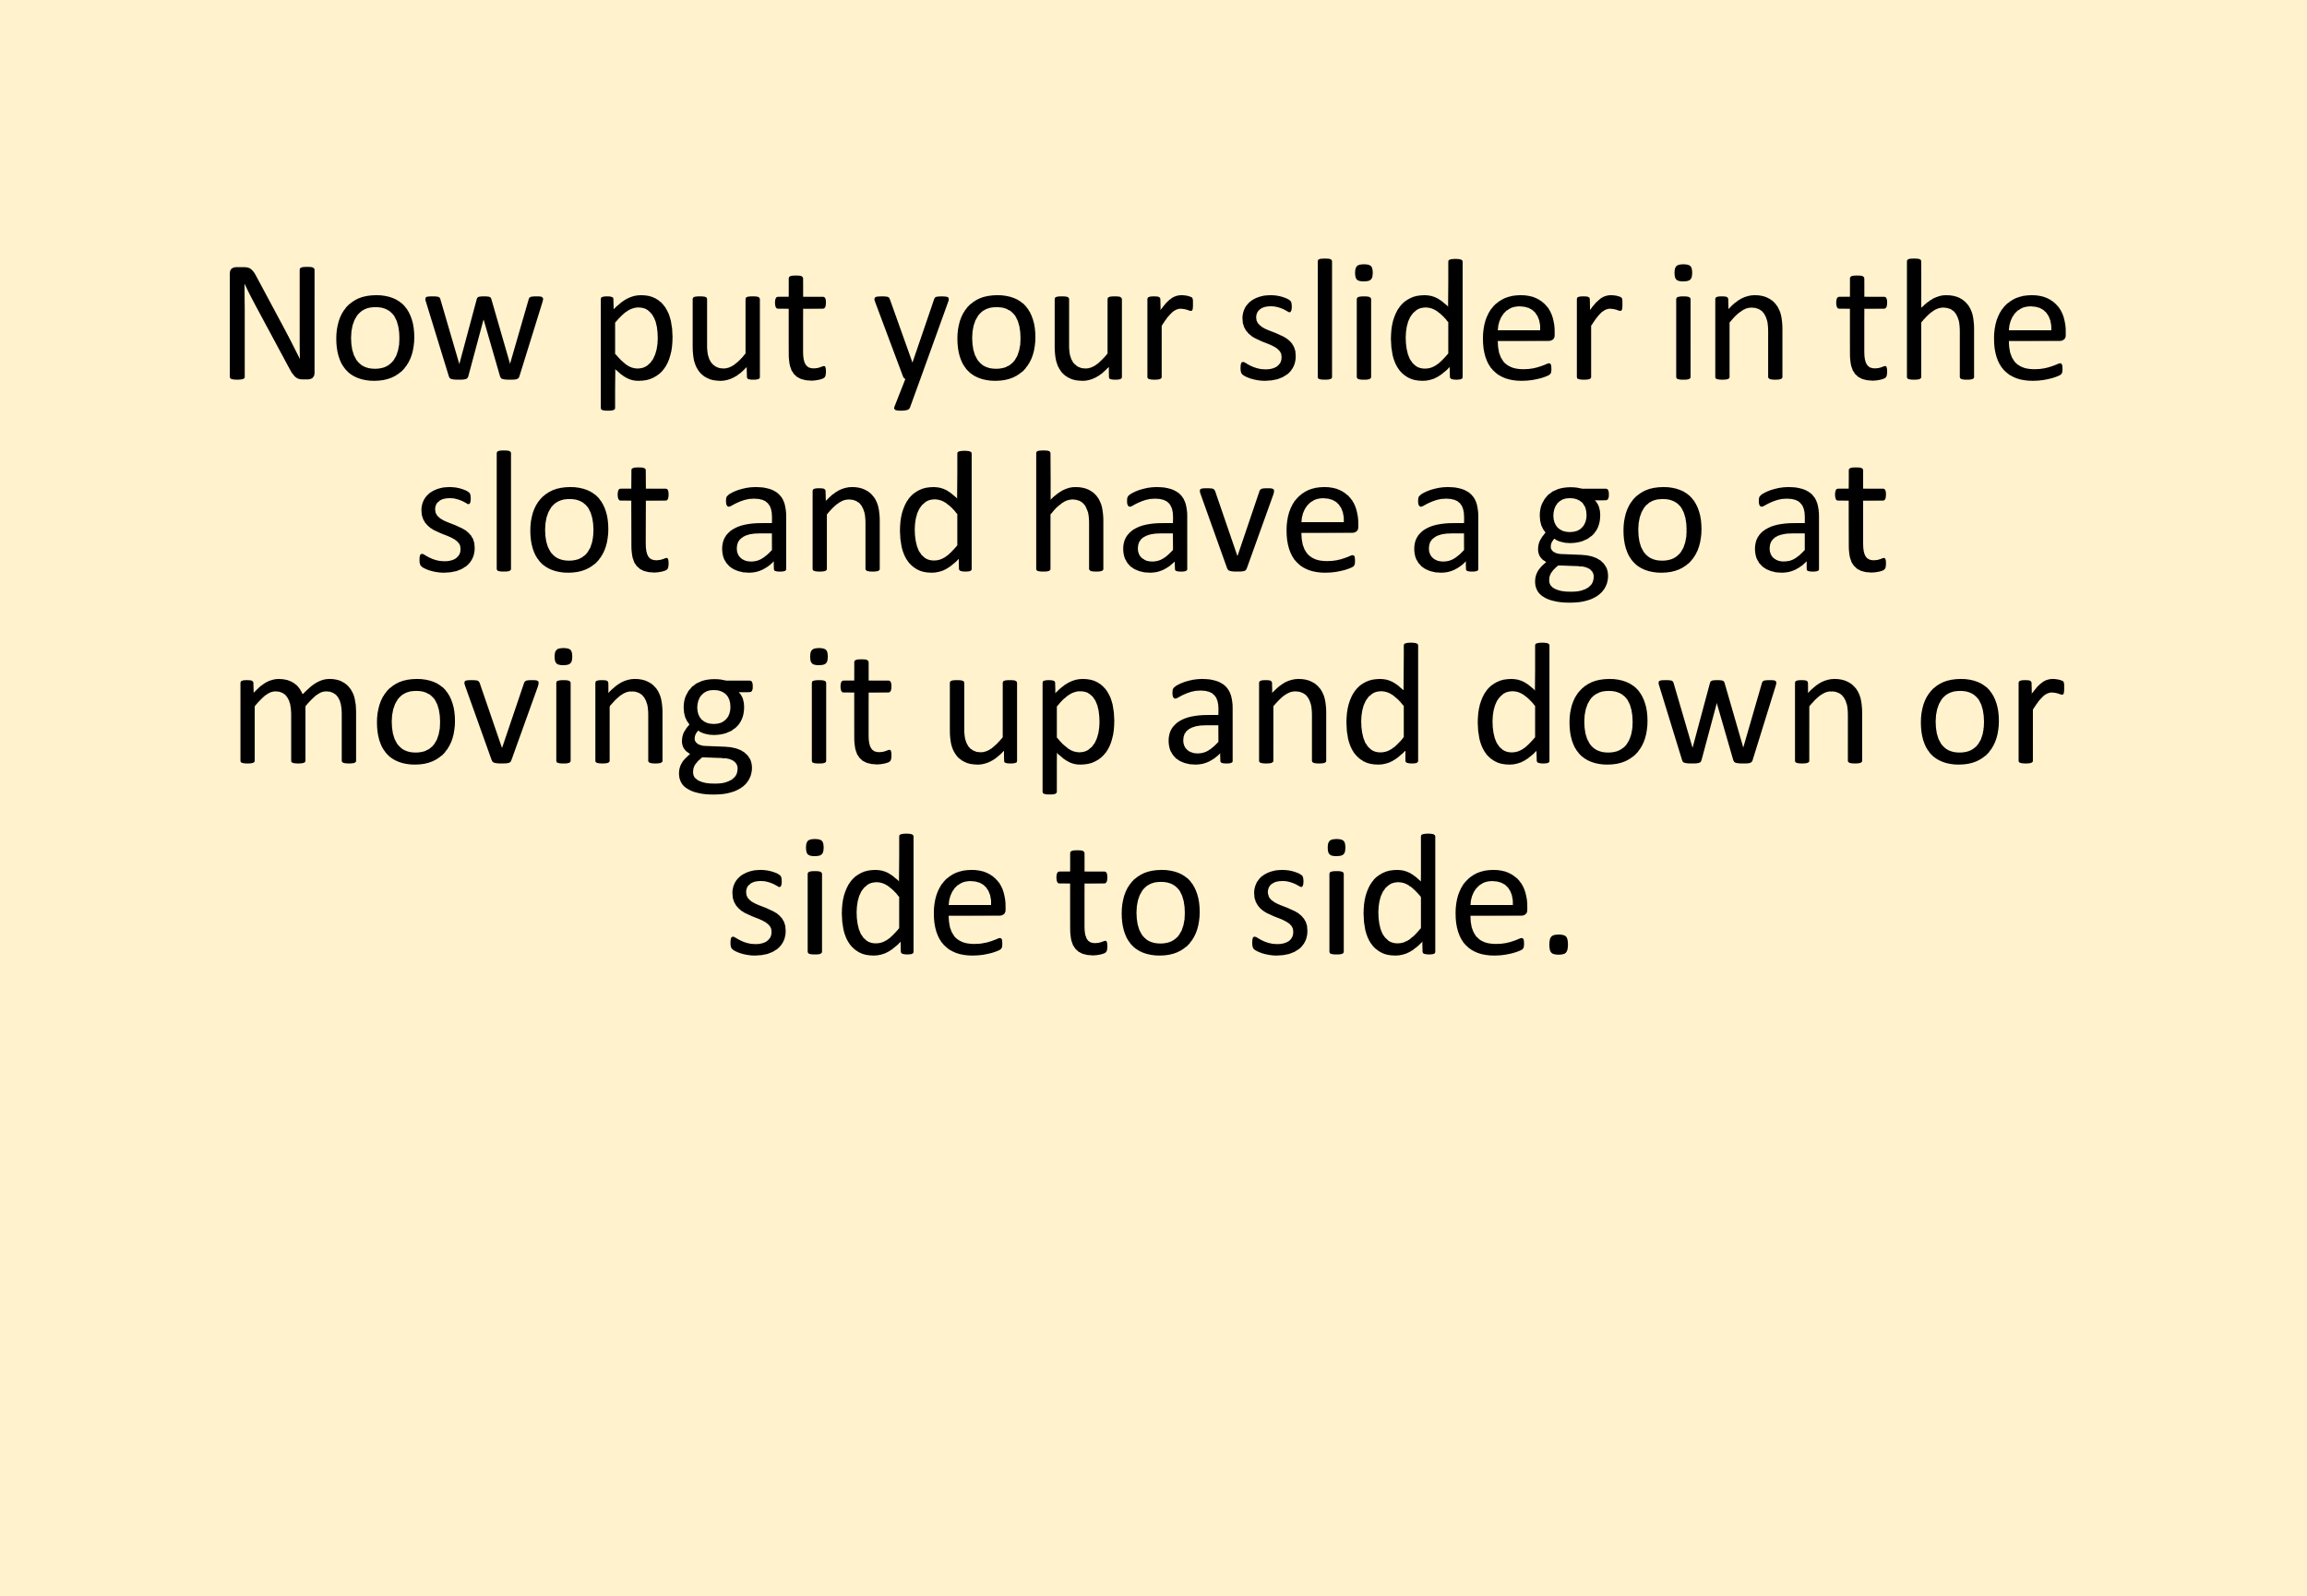 Now put your slider in the
slot and have a go at
moving it up and down or
side to side.